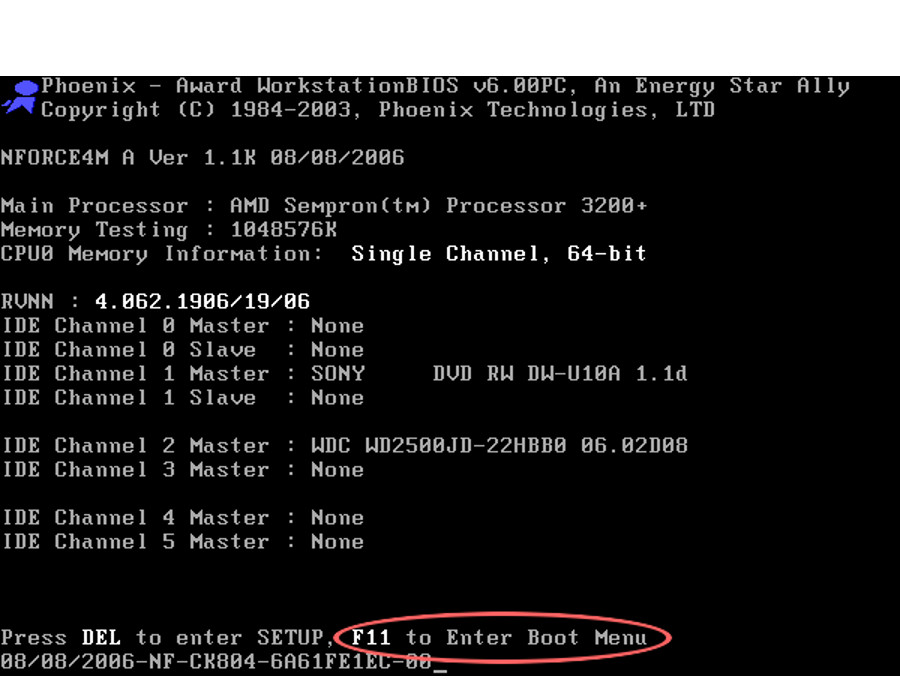 Phoenix - Award WorkstationBIOS v6.00PC, An Energy Star Ally
Copyright (C) 1984-2003, Phoenix Technologies, LTD
NFORCE4M A Ver 1.1K 08/08/2006
Main Processor : AMD Sempron(tm) Processor 3200+
Memory Testing : 1048576K
CPU0 Memory Information: Single Channel, 64-bit
RVNN : 4.062.1906/19/06
IDE Channel 0 Master : None
IDE Channel 0 Slave : None
IDE Channel 1 Master : SONY DVD RW DW-U10A 1.1d
IDE Channel 1 Slave : None
IDE Channel 2 Master : WDC WD2500JD-22HBB0 06.02D08
IDE Channel 3 Master : None
IDE Channel 4 Master : None
IDE Channel 5 Master : None
Press DEL to enter SETUP, F11 to Enter Boot Menu
08/08/2006-NF-CK804-6A61FE1EC-00_